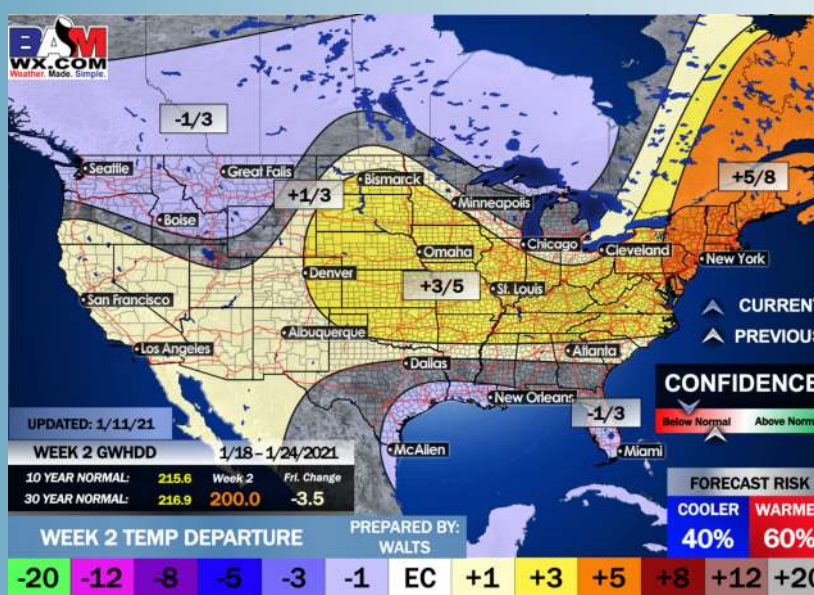 BAM
WX.COM
Weather. Made. Simple.
-1/3
Seattle
Great Falls
+1/3
Bismarck
+5/8
Minneapolis
Boise
Chicago
Cleveland
Omaha
New York
Denver
+3/5
St. Louis
San Francisco
CURRENT
Albuquerque
PREVIOUS
Los Angeles
Atlanta
Dallas
CONFIDENCE
New Orleans
-1/3
Below Normal
Above Norm
UPDATED: 1/11/21
McAllen
Miami
WEEK 2 GWHDD 1/18 – 1/24/2021
10 YEAR NORMAL: 215.6 Week 2 Fri. Change
30 YEAR NORMAL: 216.9 200.0 -3.5
FORECAST RISK
COOLER WARME
40% 60%
WEEK 2 TEMP DEPARTURE
PREPARED BY:
WALTS
-20 -12 -8 -5 -3 -1 EC +1 +3 +5 +8 +12 +20